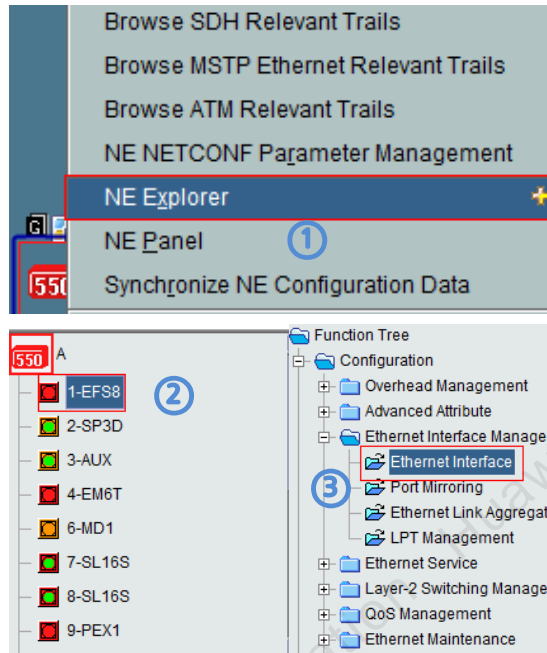 Browse SDH Relevant Trails
Browse MSTP Ethernet Relevant Trails
Browse ATM Relevant Trails
NE NETCONF Parameter Management
NE Explorer
NE Panel
①
Synchronize NE Configuration Data
G
550
550 A
1-EFS8
②
2-SP3D
3-AUX
4-EM6T
6-MD1
7-SL16S
8-SL16S
9-PEX1
Function Tree
Configuration
Overhead Management
Advanced Attribute
Ethernet Interface Manage
Ethernet Interface
③
Port Mirroring
Ethernet Link Aggregat
LPT Management
Ethernet Service
Layer-2 Switching Manage
QoS Management
Ethernet Maintenance